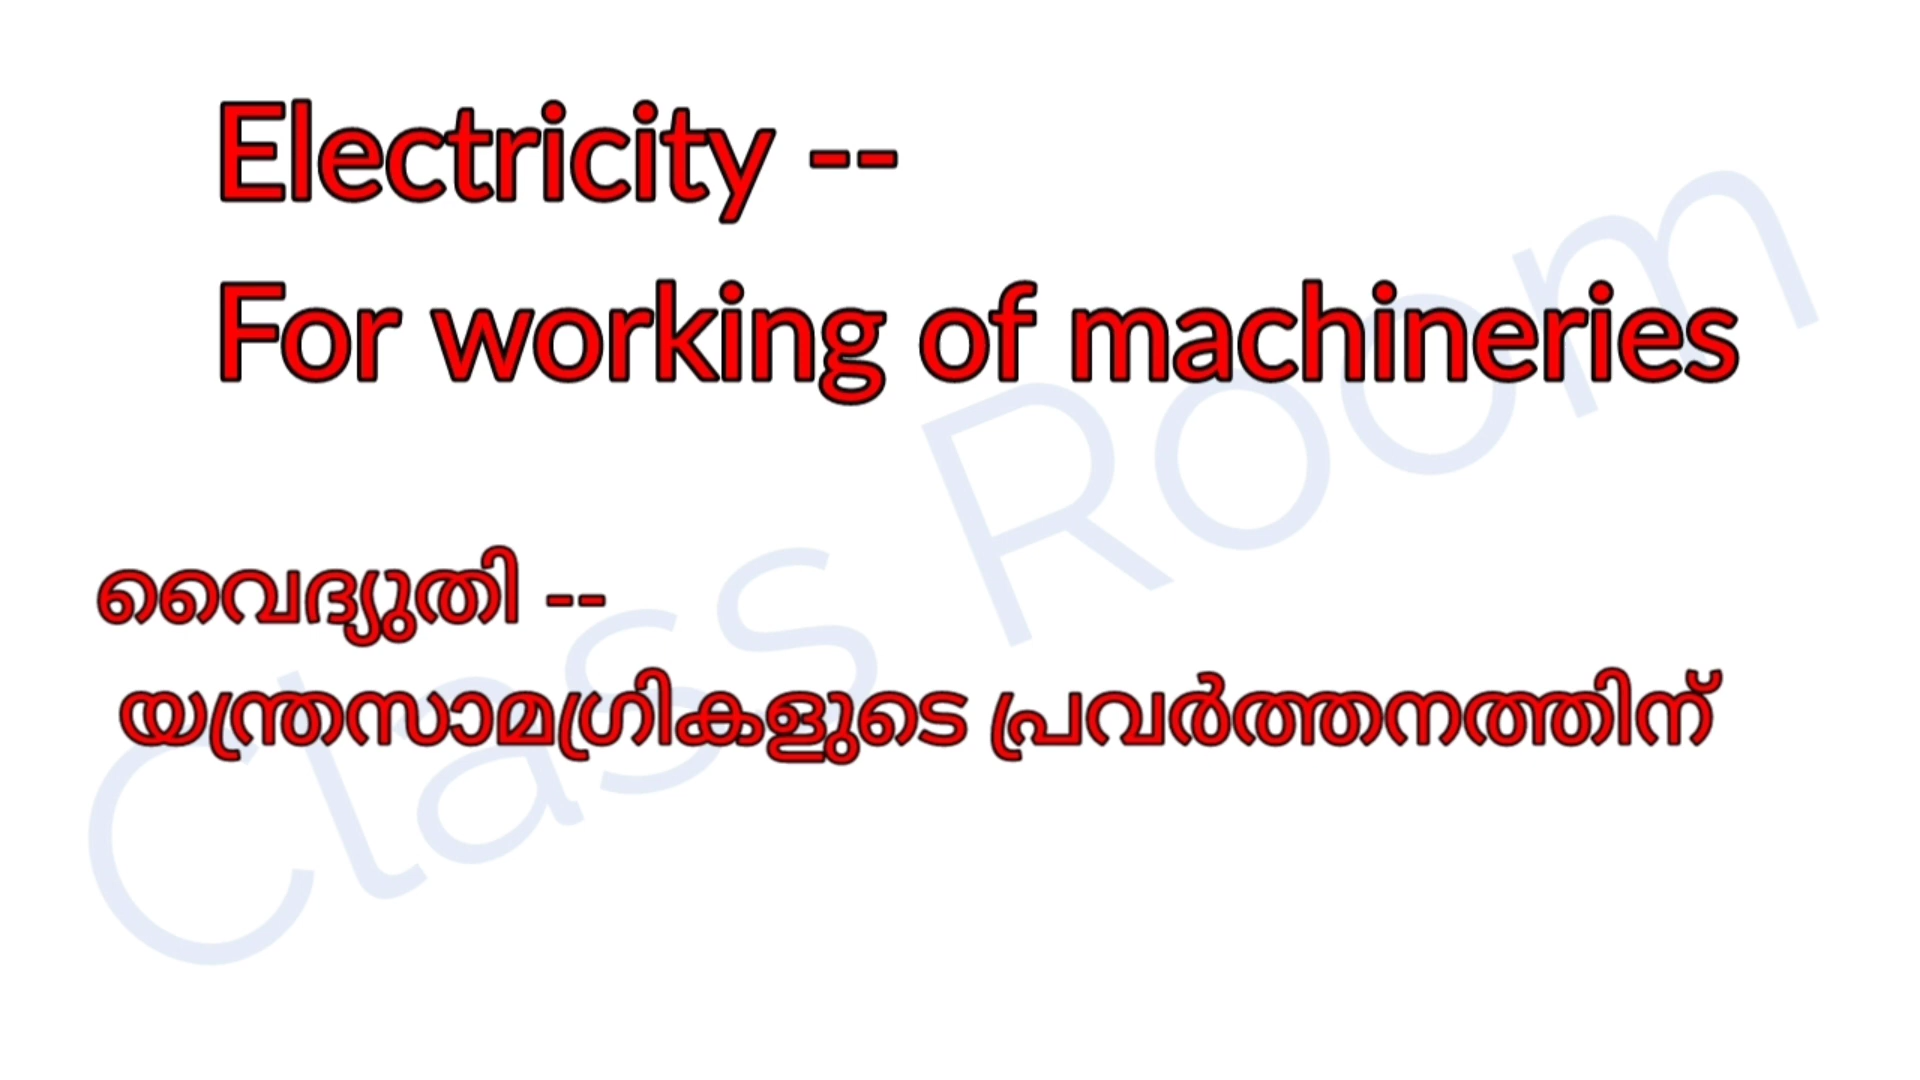 Electricity --
For working of machineries
വൈദ്യുതി --
യന്ത്രസാമഗ്രികളുടെ പ്രവർത്തനത്തിന്
Class Room